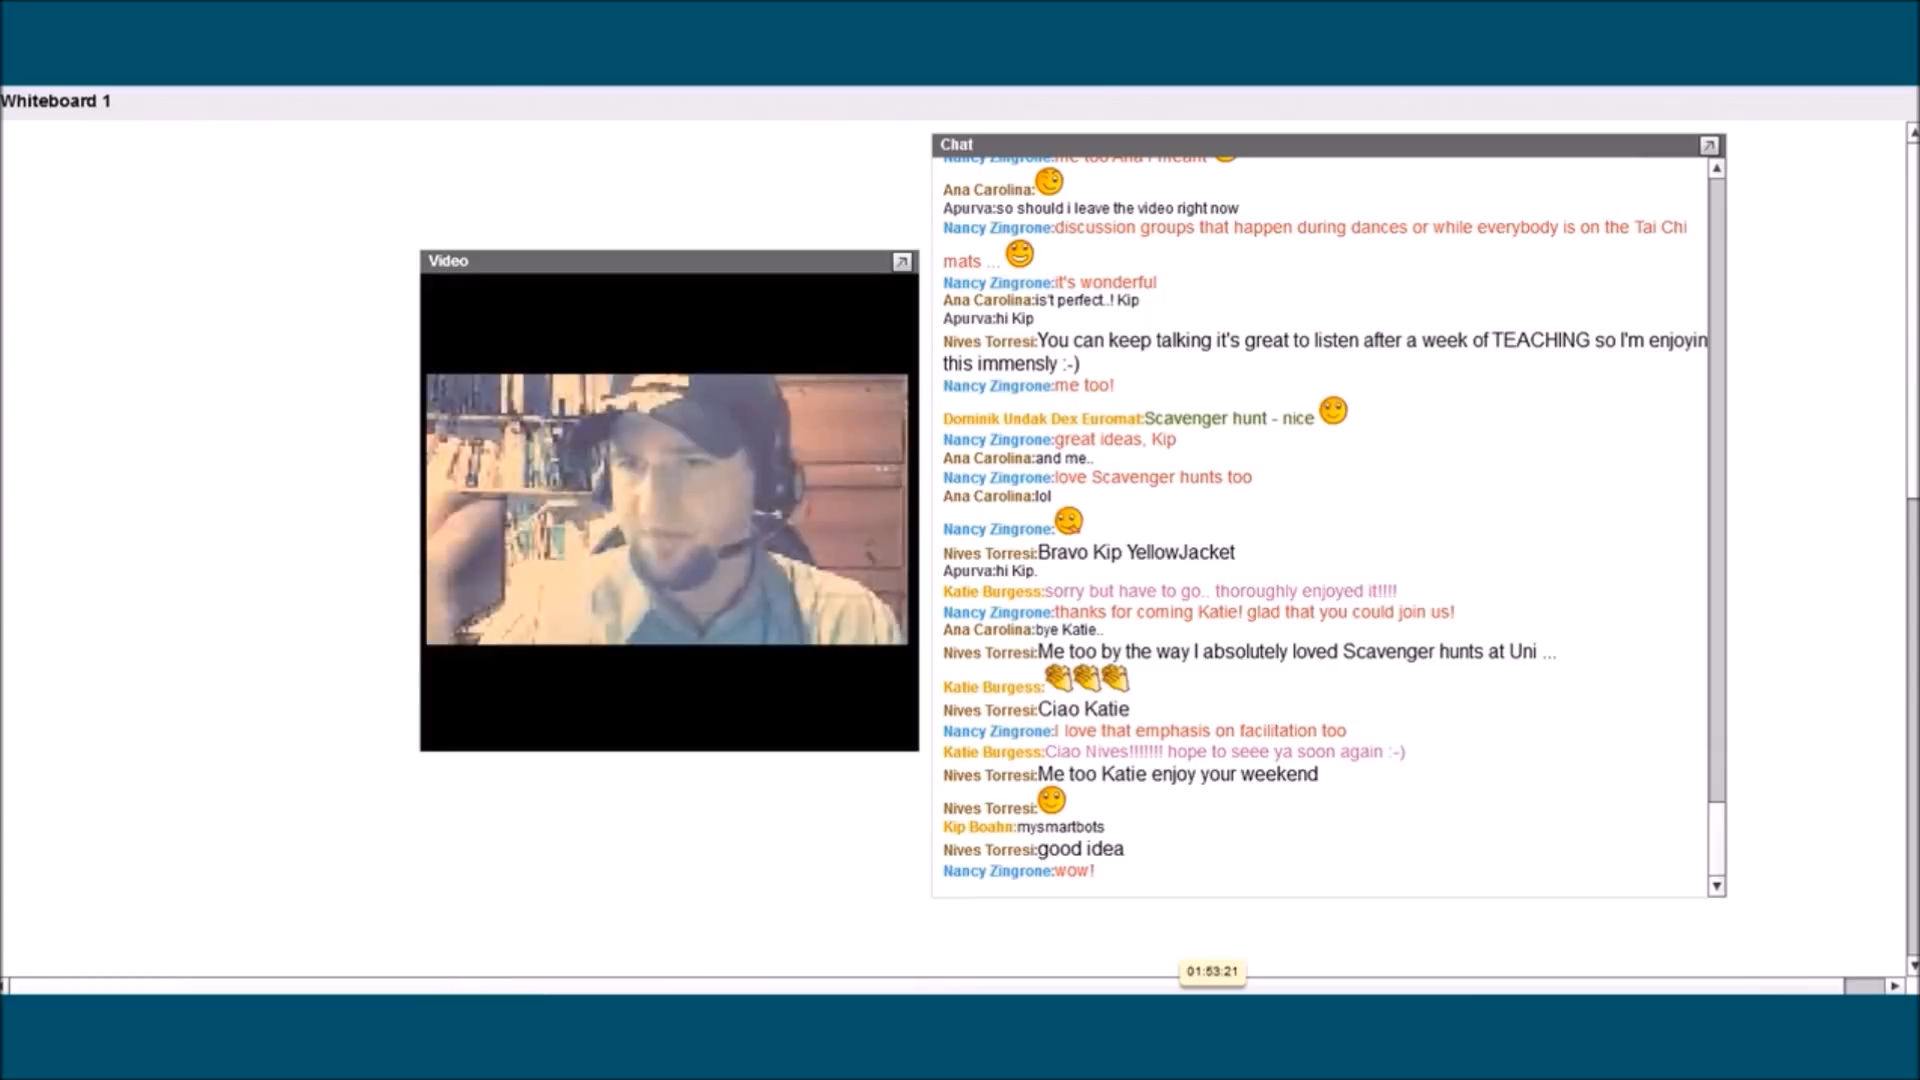 Whiteboard 1
Video
Chat
Nancy Zingrone:me too Ana I meant
Ana Carolina:
Apurva:so should i leave the video right now
Nancy Zingrone:discussion groups that happen during dances or while everybody is on the Tai Chi
mats ...
Nancy Zingrone:it's wonderful
Ana Carolina:is't perfect..! Kip
Apurva:hi Kip
Nives Torresi:You can keep talking it's great to listen after a week of TEACHING so I'm enjoyin
this immensly :-)
Nancy Zingrone:me too!
Dominik Undak Dex Euromat:Scavenger hunt - nice
Nancy Zingrone:great ideas, Kip
Ana Carolina:and me..
Nancy Zingrone:love Scavenger hunts too
Ana Carolina:lol
Nancy Zingrone:
Nives Torresi:Bravo Kip YellowJacket
Apurva:hi Kip.
Katie Burgess:sorry but have to go.. thoroughly enjoyed it!!!!
Nancy Zingrone:thanks for coming Katie! glad that you could join us!
Ana Carolina:bye Katie..
Nives Torresi:Me too by the way I absolutely loved Scavenger hunts at Uni ...
Katie Burgess:
Nives Torresi:Ciao Katie
Nancy Zingrone:I love that emphasis on facilitation too
Katie Burgess:Ciao Nives!!!!!!! hope to seee ya soon again :-)
Nives Torresi:Me too Katie enjoy your weekend
Nives Torresi:
Kip Boahn:mysmartbots
Nives Torresi:good idea
Nancy Zingrone:wow!
01:53:21